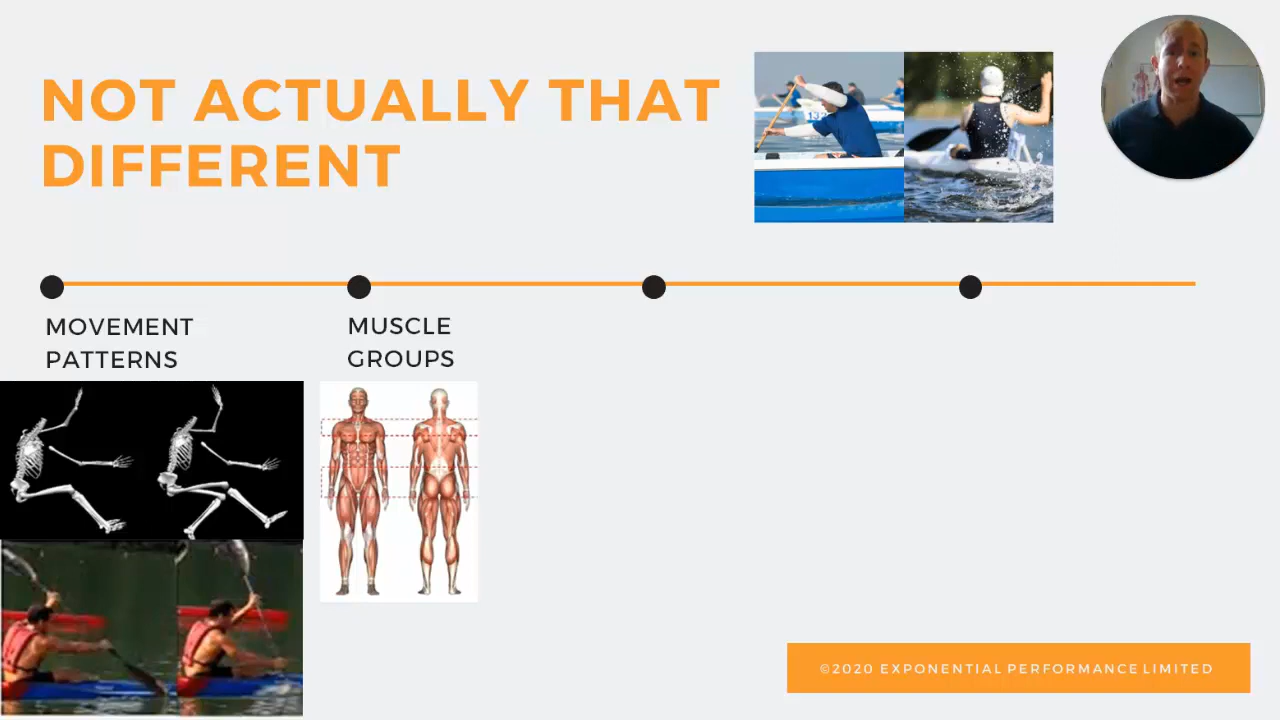 NOT ACTUALLY THAT
DIFFERENT
MOVEMENT
PATTERNS
MUSCLE
GROUPS
©2020 EXPONENTIAL PERFORMANCE LIMITED